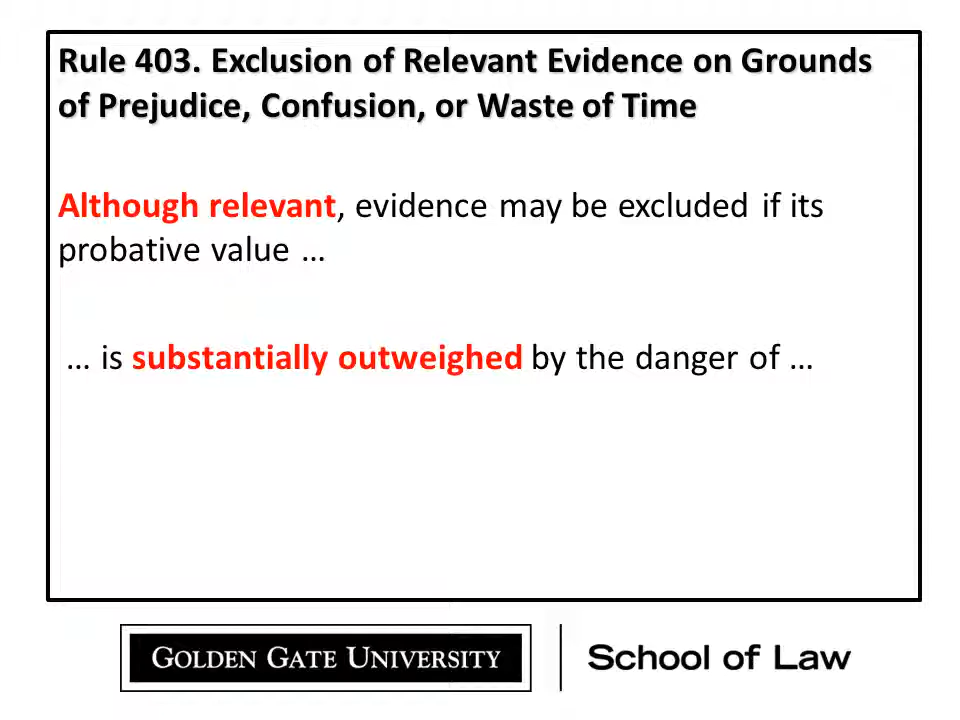 Rule 403. Exclusion of Relevant Evidence on Grounds
of Prejudice, Confusion, or Waste of Time
Although relevant, evidence may be excluded if its
probative value …
… is substantially outweighed by the danger of …
GOLDEN GATE UNIVERSITY
School of Law